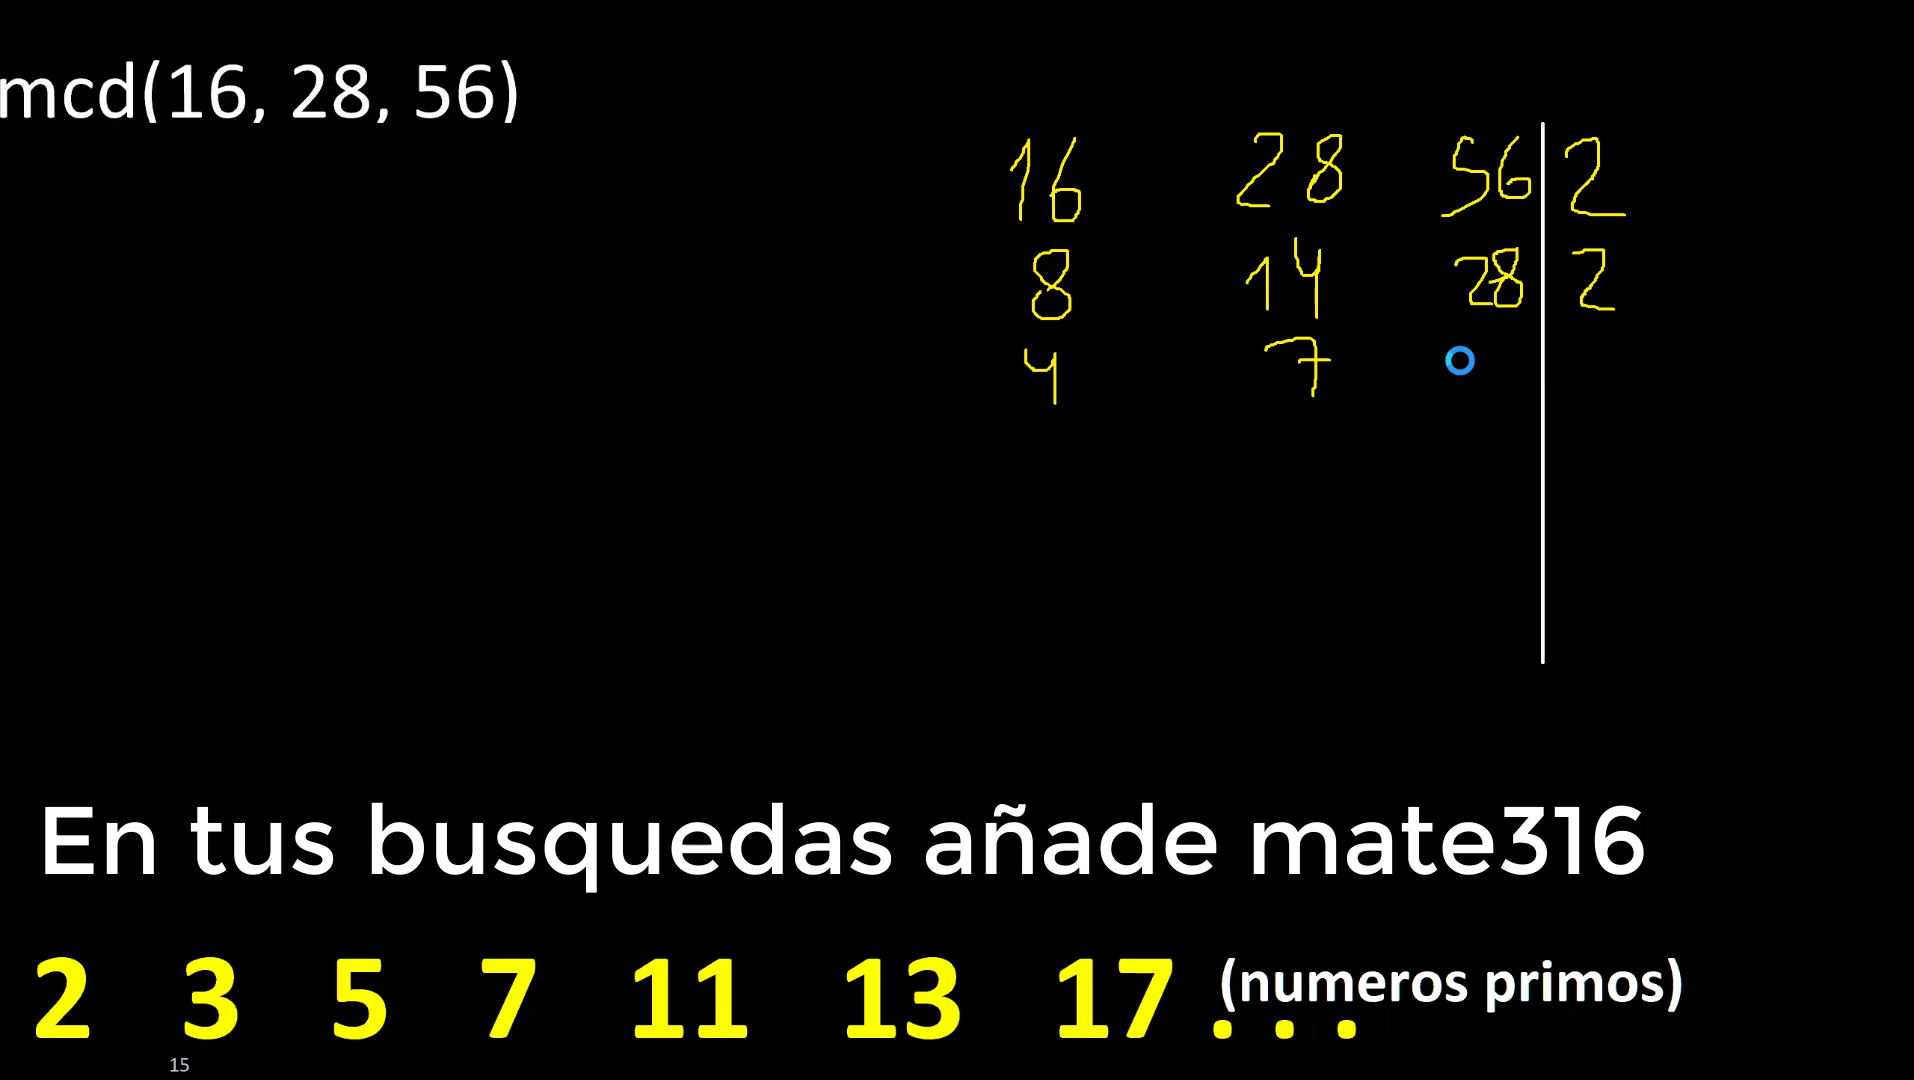 mcd(16, 28, 56)
16 28 56 2
8 14 28 2
4 7
En tus busquedas añade mate316
2 3 5 7 11 13 17 . . . (numeros primos)
15